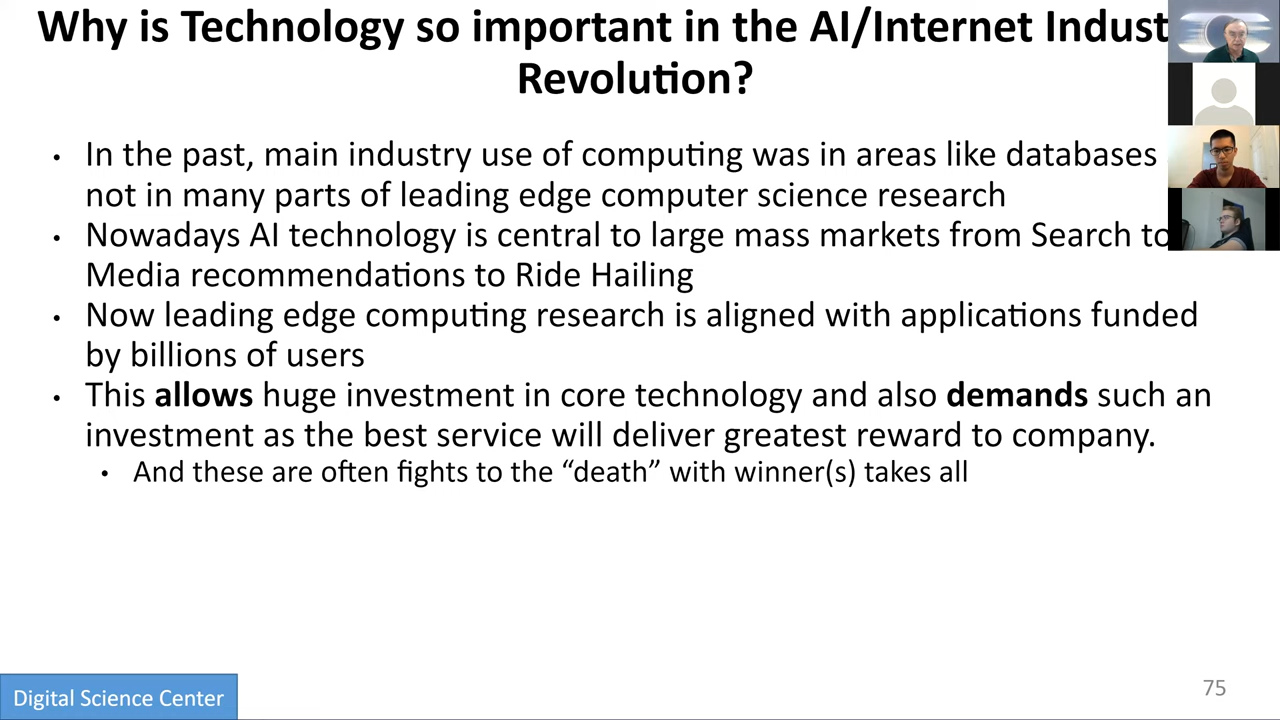 Why is Technology so important in the AI/Internet Indust
Revolution?
• In the past, main industry use of computing was in areas like databases
not in many parts of leading edge computer science research
• Nowadays AI technology is central to large mass markets from Search to
Media recommendations to Ride Hailing
• Now leading edge computing research is aligned with applications funded
by billions of users
• This allows huge investment in core technology and also demands such an
investment as the best service will deliver greatest reward to company.
• And these are often fights to the “death” with winner(s) takes all
Digital Science Center
75